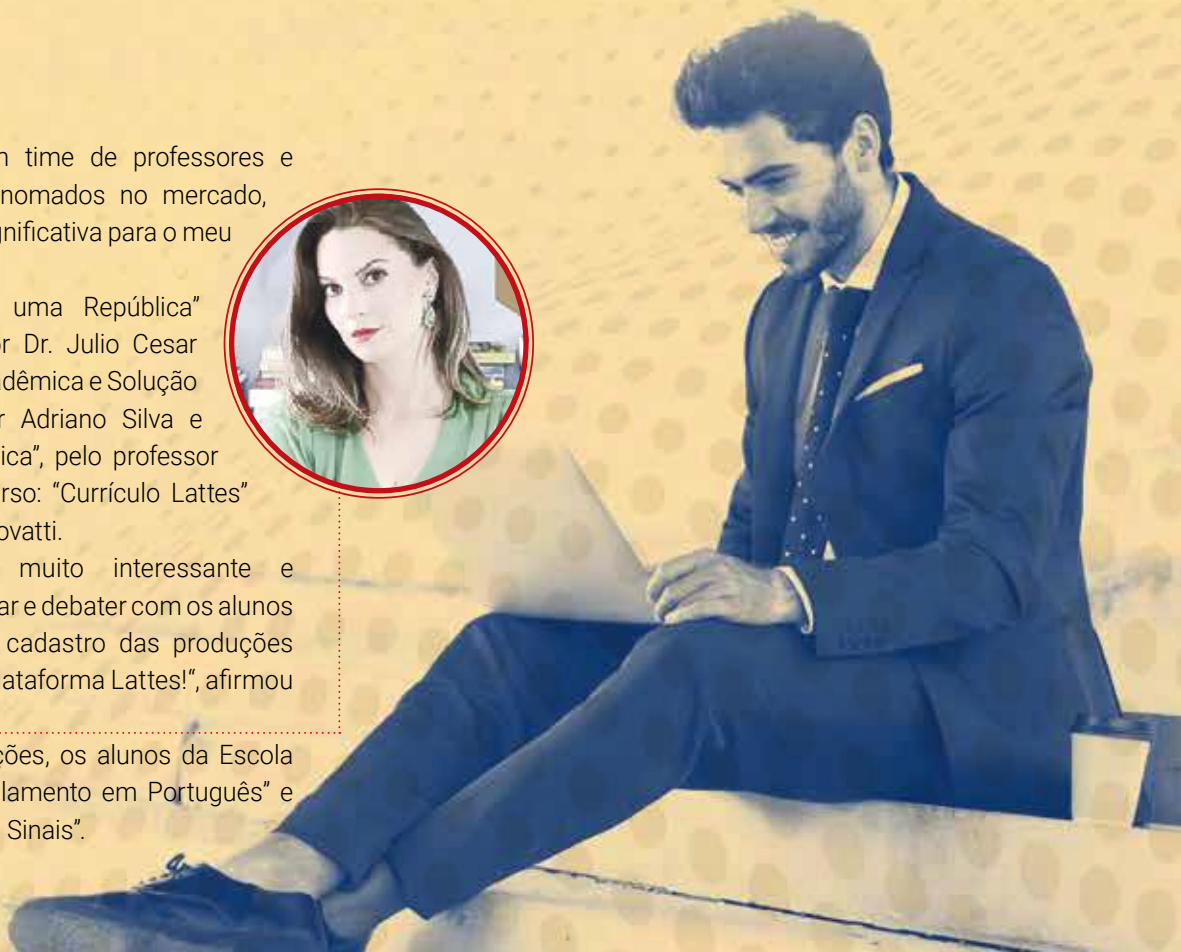 time de professores e
nomados no mercado,
gnificativa para o meu
uma República”
r Dr. Julio Cesar
adêmica e Solução
r Adriano Silva e
ica”, pelo professor
rso: “Currículo Lattes”
ovatti.
muito interessante e
ar e debater com os alunos
cadastro das produções
lataforma Lattes!“, afirmou
ções, os alunos da Escola
lamento em Português” e
Sinais”.